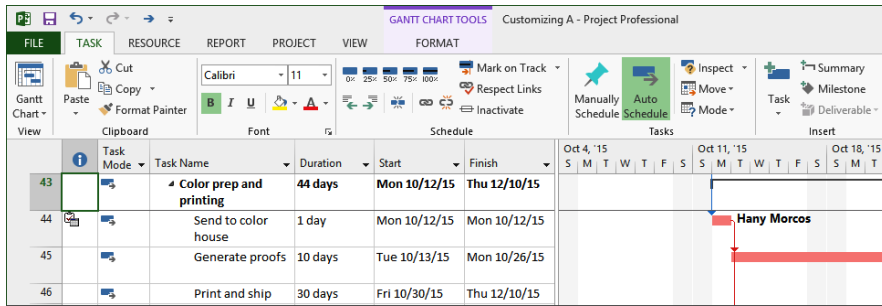 GANTT CHART TOOLS Customizing A - Project Professional
FILE TASK RESOURCE REPORT PROJECT VIEW FORMAT
Gantt Chart
View
Paste
Cut
Copy
Format Painter
Clipboard
Calibri 11
B I U A
Font
0% 25% 50% 75% 100%
Mark on Track
Respect Links
Inactivate
Schedule
Manually Schedule
Auto Schedule
Inspect
Move
Mode
Tasks
Task
Summary
Milestone
Deliverable
Insert
Task Mode Task Name Duration Start Finish
Oct 4, '15 Oct 11, '15 Oct 18, '15
S M T W T F S S M T W T F S S M T
43 Color prep and printing 44 days Mon 10/12/15 Thu 12/10/15
44 Send to color house 1 day Mon 10/12/15 Mon 10/12/15 Hany Morcos
45 Generate proofs 10 days Tue 10/13/15 Mon 10/26/15
46 Print and ship 30 days Fri 10/30/15 Thu 12/10/15